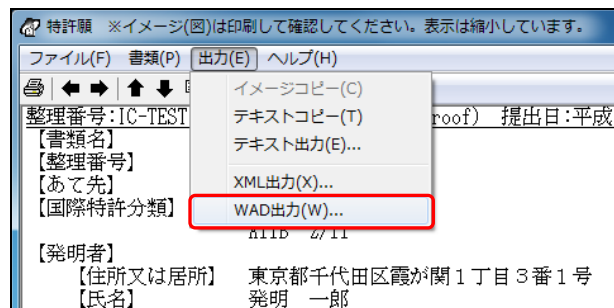 特許願 ※イメージ(図)は印刷して確認してください。表示は縮小しています。
ファイル(F) 書類(P) 出力(E) ヘルプ(H)
イメージコピー(C)
整理番号:IC-TEST テキストコピー(T) roof) 提出日:平成
【書類名】 テキスト出力(E)...
【整理番号】
【あて先】 XML出力(X)...
【国際特許分類】 WAD出力(W)...
【発明者】
【住所又は居所】 東京都千代田区霞が関1丁目3番1号
【氏名】 発明 一郎